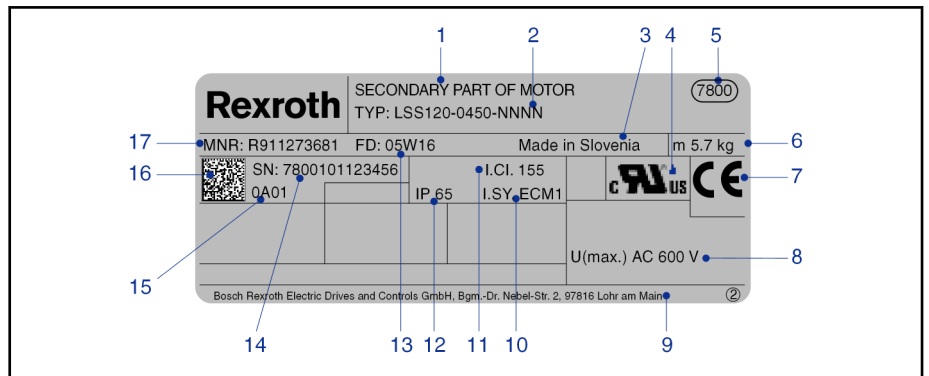 1 2 3 4 5
Rexroth
SECONDARY PART OF MOTOR
TYP: LSS120-0450-NNNN
7800
17 MNR: R911273681 FD: 05W16 Made in Slovenia m 5.7 kg 6
16 SN: 7800101123456 I.CI. 155 c RU US CE 7
0A01 IP 65 I.SY. ECM1
U(max.) AC 600 V 8
15 Bosch Rexroth Electric Drives and Controls GmbH, Bgm.-Dr. Nebel-Str. 2, 97816 Lohr am Main 2
14 13 12 11 10 9